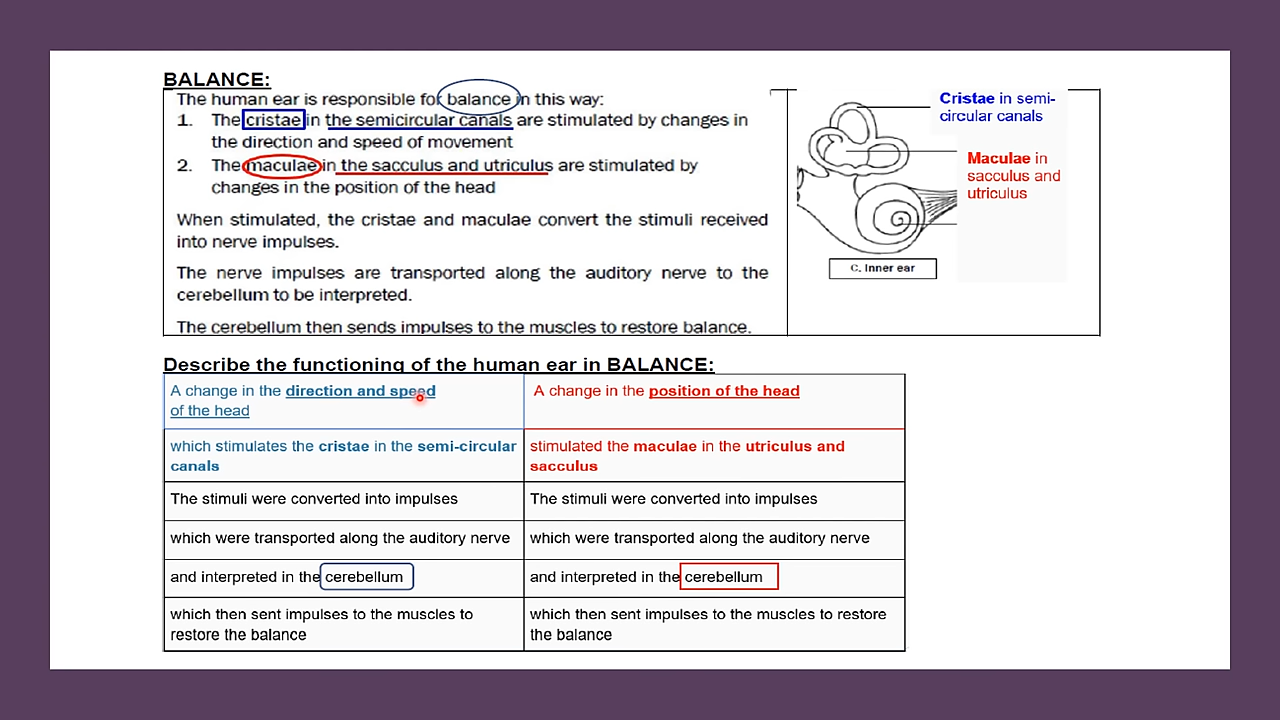 BALANCE:
The human ear is responsible for balance in this way:
1. The cristae in the semicircular canals are stimulated by changes in
the direction and speed of movement
2. The maculae in the sacculus and utriculus are stimulated by
changes in the position of the head
When stimulated, the cristae and maculae convert the stimuli received
into nerve impulses.
The nerve impulses are transported along the auditory nerve to the
cerebellum to be interpreted.
The cerebellum then sends impulses to the muscles to restore balance.
Cristae in semi-
circular canals
Maculae in
sacculus and
utriculus
C. Inner ear
Describe the functioning of the human ear in BALANCE:
A change in the direction and speed
of the head
A change in the position of the head
which stimulates the cristae in the semi-circular
canals
stimulated the maculae in the utriculus and
sacculus
The stimuli were converted into impulses
The stimuli were converted into impulses
which were transported along the auditory nerve
which were transported along the auditory nerve
and interpreted in the cerebellum
and interpreted in the cerebellum
which then sent impulses to the muscles to
restore the balance
which then sent impulses to the muscles to restore
the balance